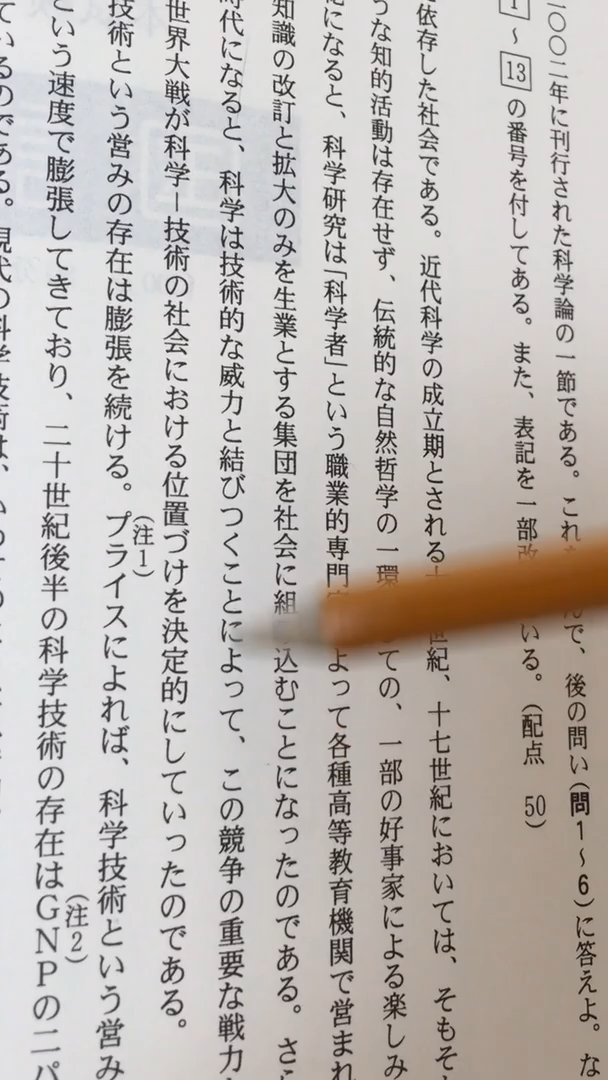 二〇〇二年に刊行された科学論の一節である。これ で、後の問い(問1〜6)に答えよ。な
1〜13の番号を付してある。また、表記を一部改 いる。(配点 50)
依存した社会である。近代科学の成立期とされる十 世紀、十七世紀においては、そもそ
うな知的活動は存在せず、伝統的な自然哲学の一環 ての、一部の好事家による楽しみ
になると、科学研究は「科学者」という職業的専門 よって各種高等教育機関で営まれ
知識の改訂と拡大のみを生業とする集団を社会に組 込むことになったのである。さら
時代になると、科学は技術的な威力と結びつくことによって、この競争の重要な戦力
世界大戦が科学ー技術の社会における位置づけを決定的にしていったのである。
技術という営みの存在は膨張を続ける。プライス(注1)によれば、科学技術という営み
という速度で膨張してきており、二十世紀後半の科学技術の存在はGNP(注2)の二パ
ているのである。現代の科学技術は、